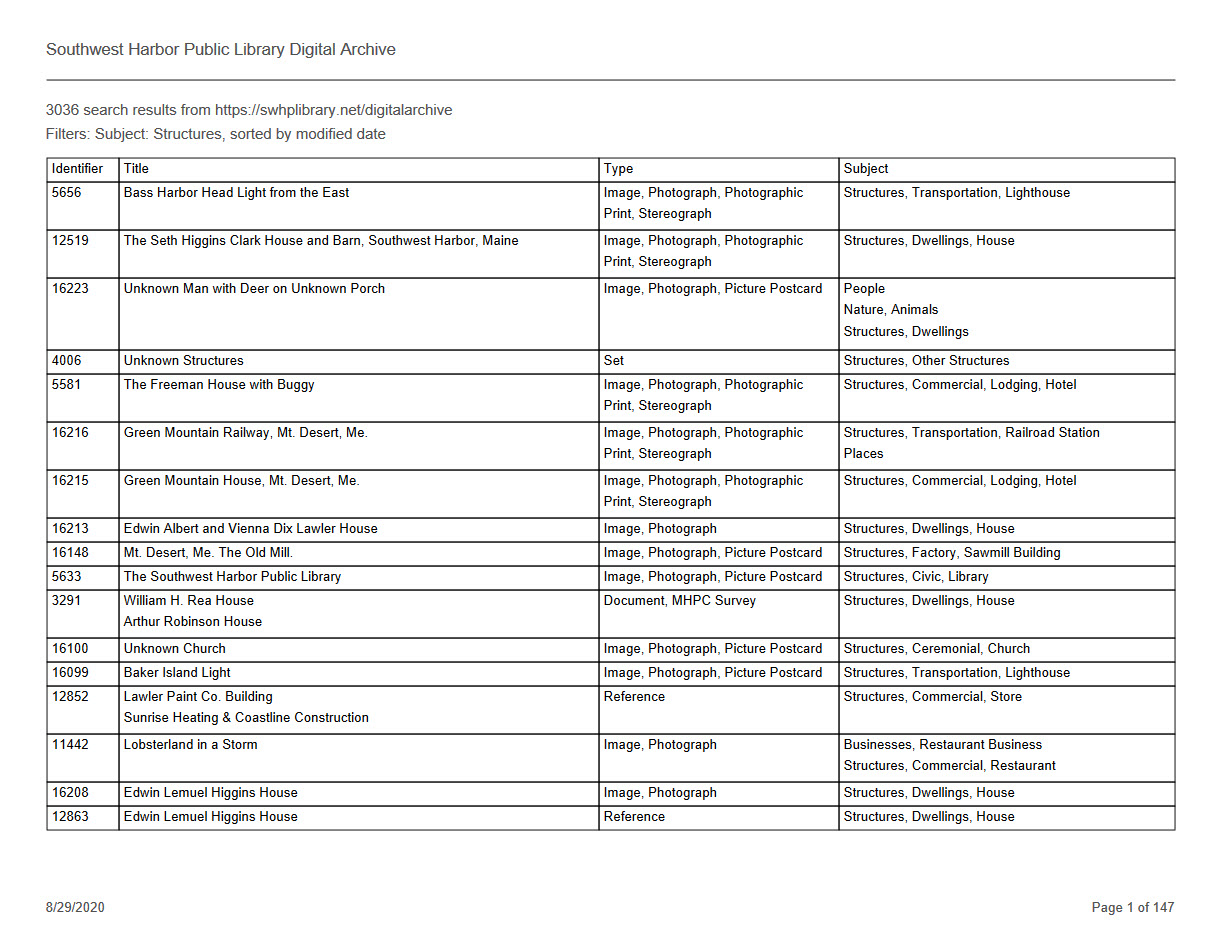 Southwest Harbor Public Library Digital Archive
3036 search results from https://swhplibrary.net/digitalarchive
Filters: Subject: Structures, sorted by modified date
Identifier Title Type Subject
5656 Bass Harbor Head Light from the East Image, Photograph, Photographic Structures, Transportation, Lighthouse
Print, Stereograph
12519 The Seth Higgins Clark House and Barn, Southwest Harbor, Maine Image, Photograph, Photographic Structures, Dwellings, House
Print, Stereograph
16223 Unknown Man with Deer on Unknown Porch Image, Photograph, Picture Postcard People
Nature, Animals
Structures, Dwellings
4006 Unknown Structures Set Structures, Other Structures
5581 The Freeman House with Buggy Image, Photograph, Photographic Structures, Commercial, Lodging, Hotel
Print, Stereograph
16216 Green Mountain Railway, Mt. Desert, Me. Image, Photograph, Photographic Structures, Transportation, Railroad Station
Print, Stereograph Places
16215 Green Mountain House, Mt. Desert, Me. Image, Photograph, Photographic Structures, Commercial, Lodging, Hotel
Print, Stereograph
16213 Edwin Albert and Vienna Dix Lawler House Image, Photograph Structures, Dwellings, House
16148 Mt. Desert, Me. The Old Mill. Image, Photograph, Picture Postcard Structures, Factory, Sawmill Building
5633 The Southwest Harbor Public Library Image, Photograph, Picture Postcard Structures, Civic, Library
3291 William H. Rea House Document, MHPC Survey Structures, Dwellings, House
Arthur Robinson House
16100 Unknown Church Image, Photograph, Picture Postcard Structures, Ceremonial, Church
16099 Baker Island Light Image, Photograph, Picture Postcard Structures, Transportation, Lighthouse
12852 Lawler Paint Co. Building Reference Structures, Commercial, Store
Sunrise Heating & Coastline Construction
11442 Lobsterland in a Storm Image, Photograph Businesses, Restaurant Business
Structures, Commercial, Restaurant
16208 Edwin Lemuel Higgins House Image, Photograph Structures, Dwellings, House
12863 Edwin Lemuel Higgins House Reference Structures, Dwellings, House
8/29/2020 Page 1 of 147